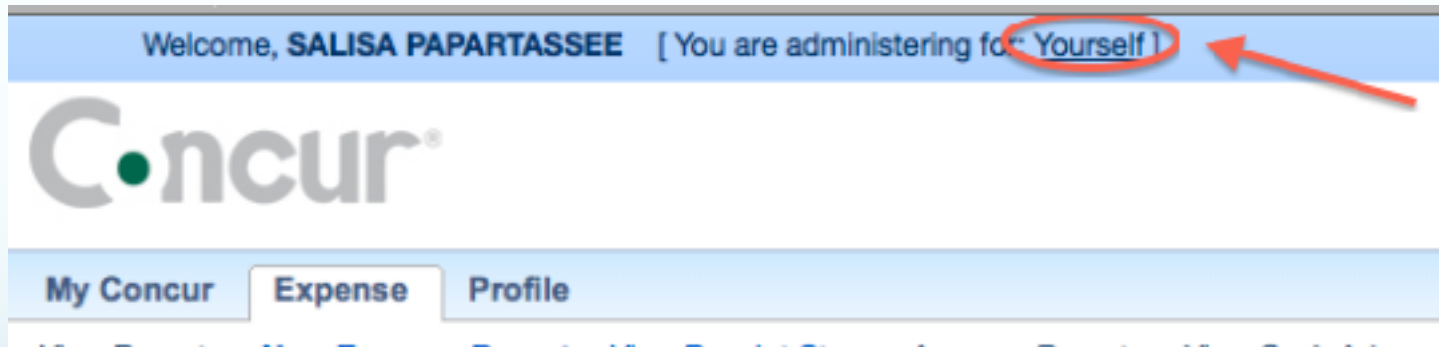 Welcome, SALISA PAPARTASSEE [ You are administering for: Yourself ]
Concur®
My Concur Expense Profile